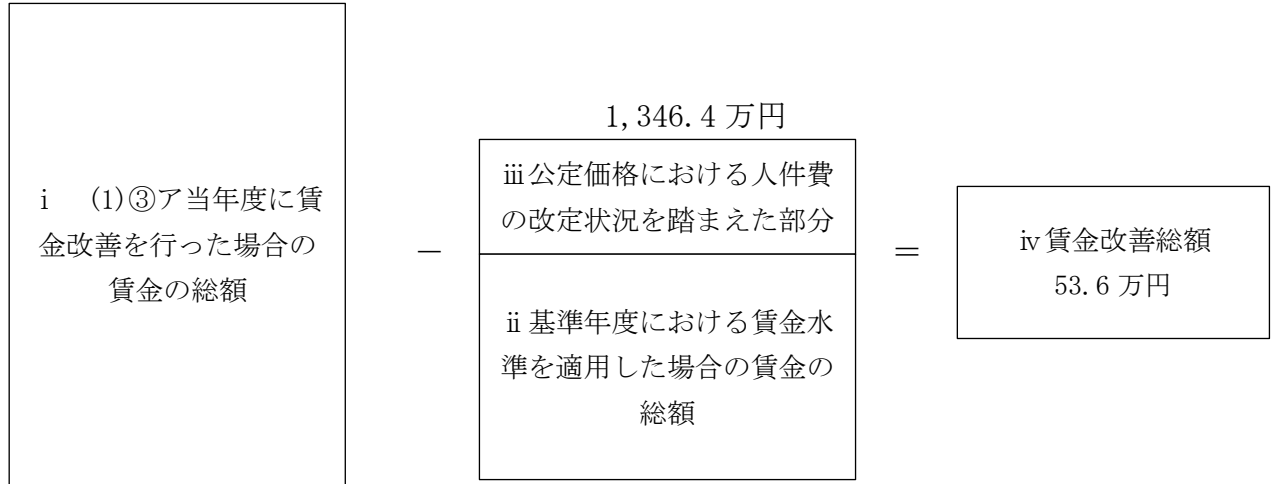 ⅰ　(1)③ア当年度に賃
金改善を行った場合の
賃金の総額
－
1,346.4 万円
ⅲ公定価格における人件費
の改定状況を踏まえた部分
ⅱ 基準年度における賃金水
準を適用した場合の賃金の
総額
＝
ⅳ賃金改善総額
53.6 万円